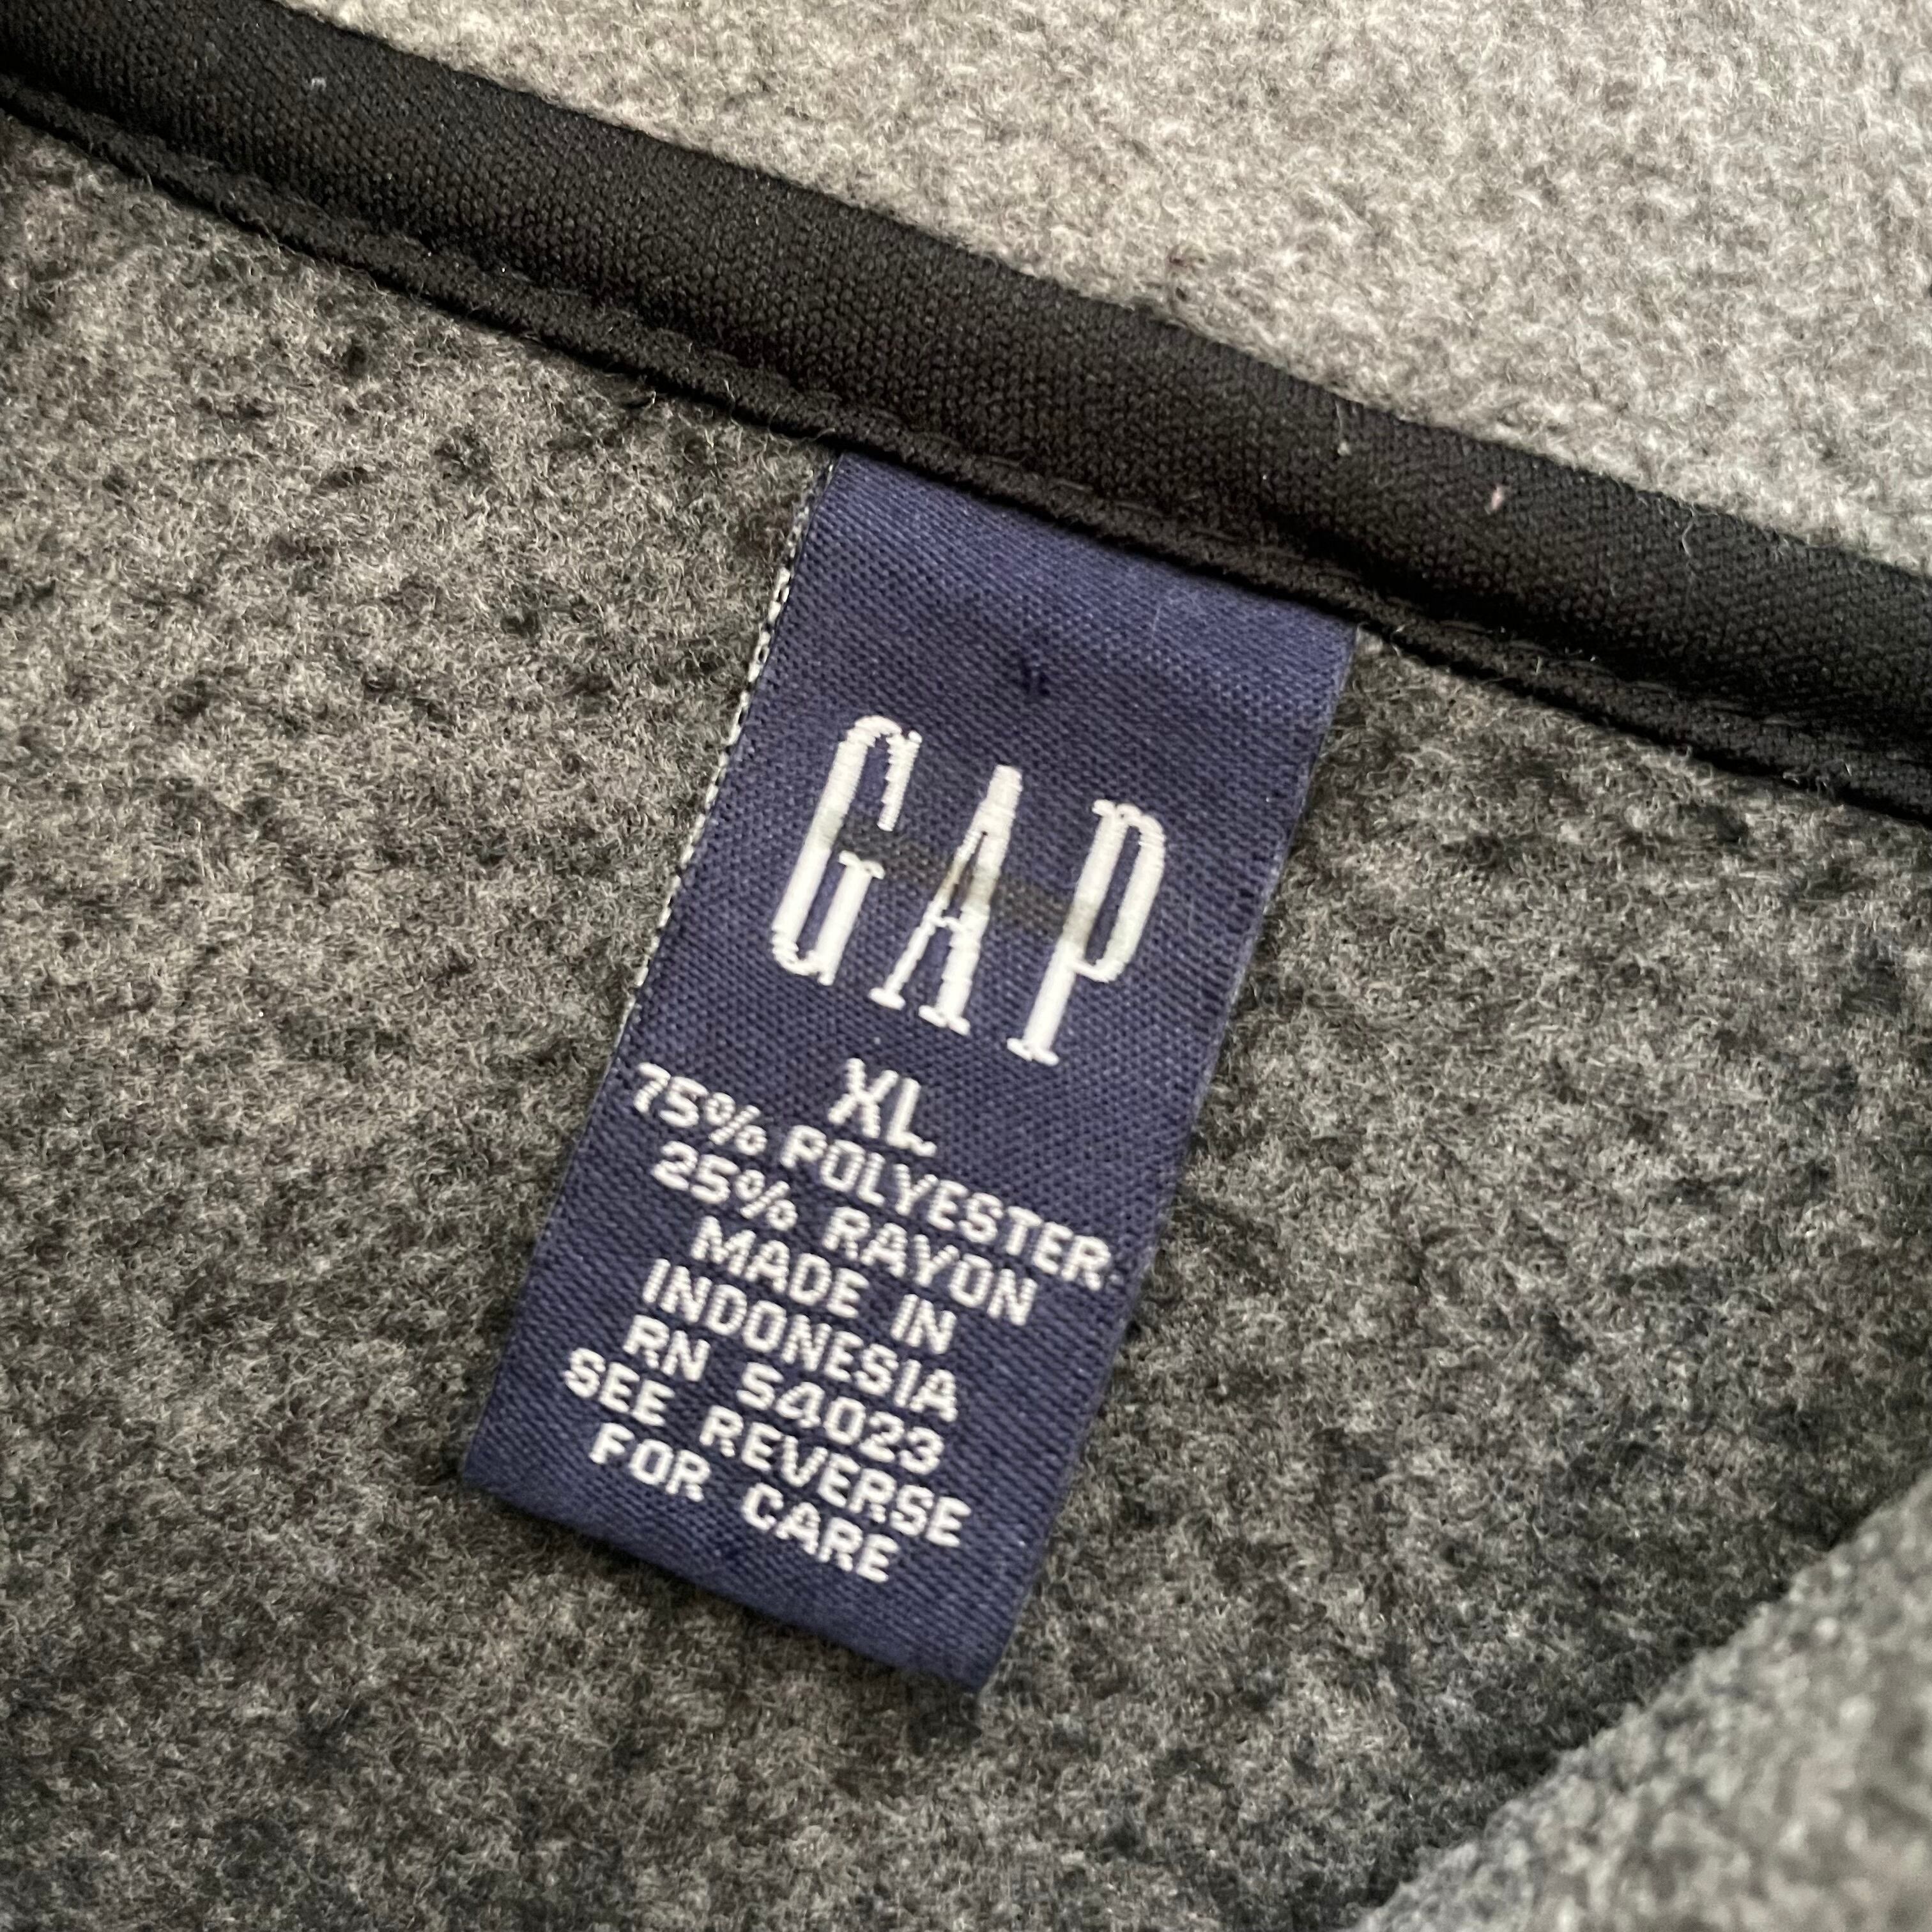 GAP
XL
75% POLYESTER
25% RAYON
MADE IN
INDONESIA
RN 54023
SEE REVERSE
FOR CARE